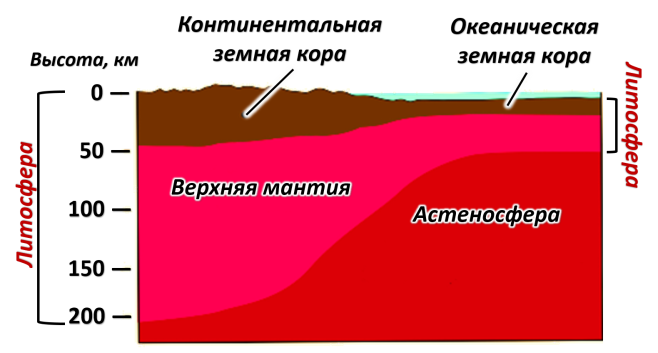 Континентальная
земная кора
Океаническая
земная кора
Высота, км
0
50
100
150
200
Литосфера
Литосфера
Верхняя мантия
Астеносфера